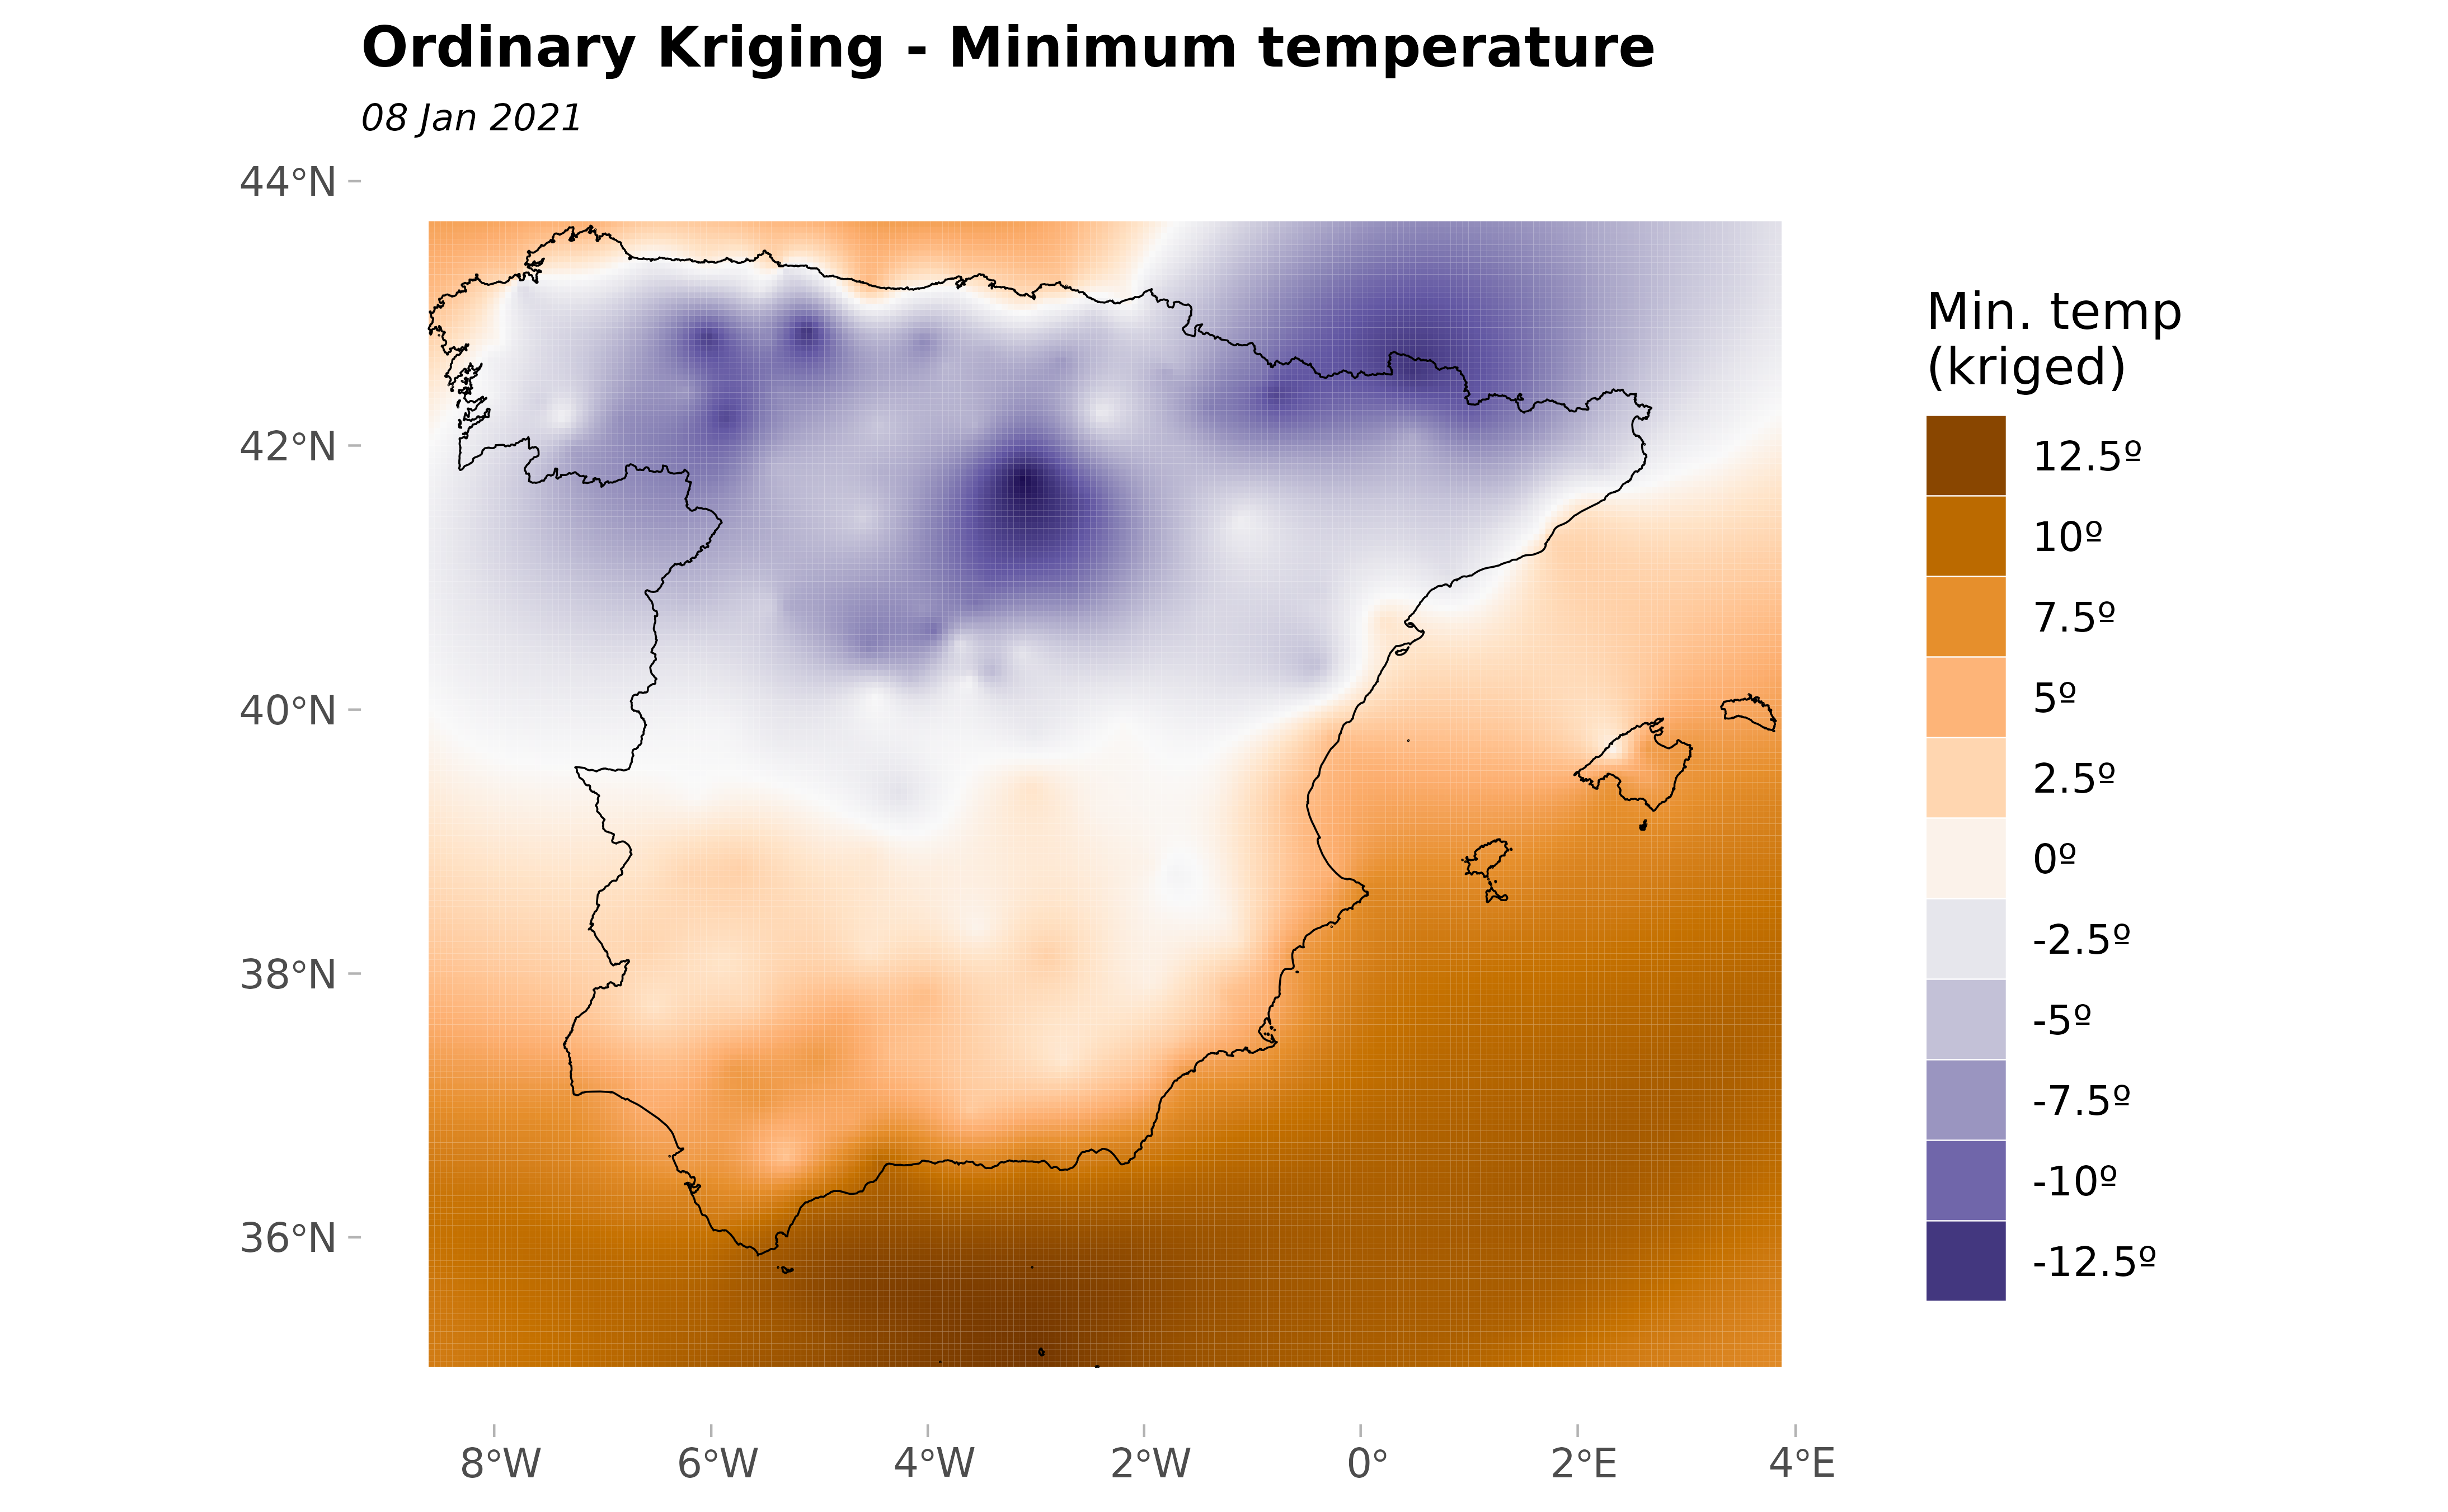 Ordinary Kriging - Minimum temperature
08 Jan 2021
44°N
42°N
40°N
38°N
36°N
8°W 6°W 4°W 2°W 0° 2°E 4°E
Min. temp
(kriged)
12.5º
10º
7.5º
5º
2.5º
0º
-2.5º
-5º
-7.5º
-10º
-12.5º